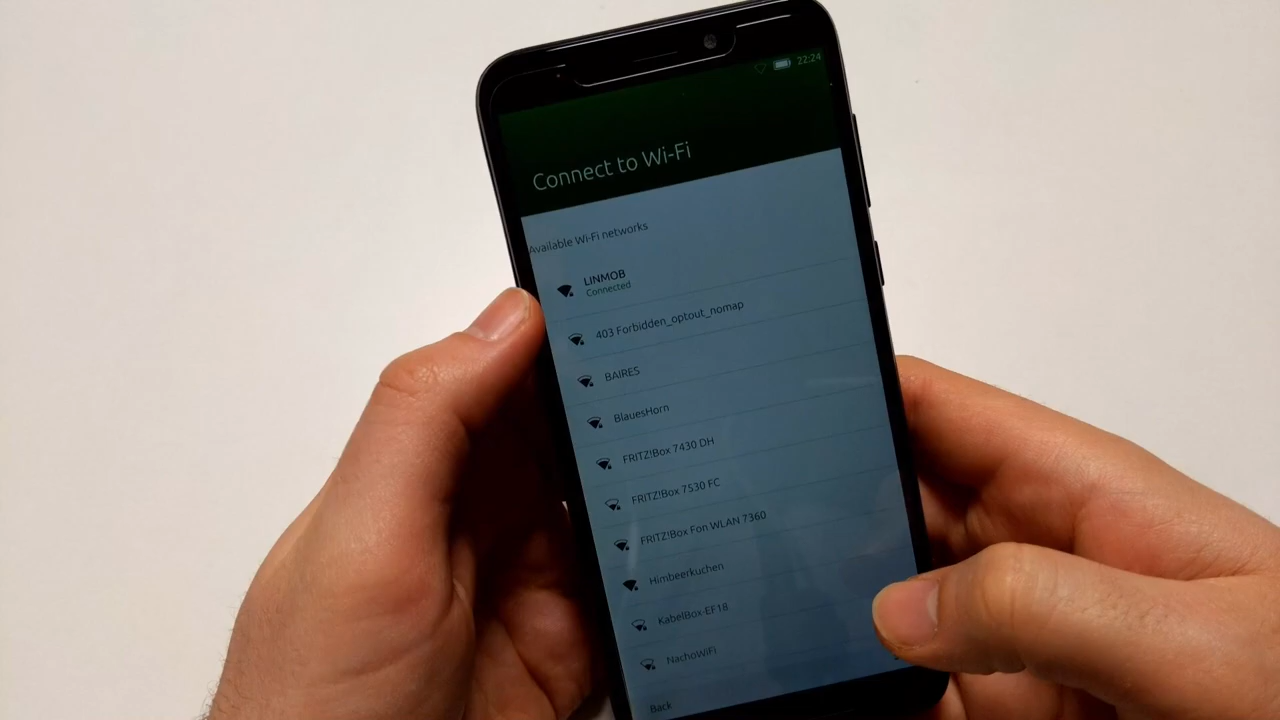 22:24
Connect to Wi-Fi
Available Wi-Fi networks
LINMOB
Connected
403 Forbidden_optout_nomap
BAIRES
BlauesHorn
FRITZ!Box 7430 DH
FRITZ!Box 7530 FC
FRITZ!Box Fon WLAN 7360
Himbeerkuchen
KabelBox-EF18
NachoWiFi
Back